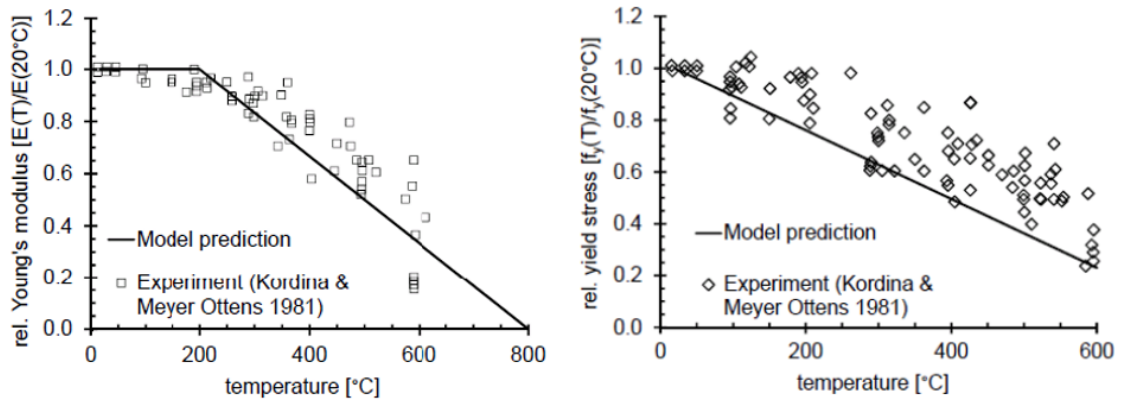 rel. Young's modulus [E(T)/E(20°C)]
1.2
1.0
0.8
0.6
0.4
0.2
0.0
Model prediction
Experiment (Kordina &
Meyer Ottens 1981)
0
200
400
600
800
temperature [°C]
rel. yield stress [fy(T)/fy(20°C)]
1.2
1.0
0.8
0.6
0.4
0.2
0.0
Model prediction
Experiment (Kordina &
Meyer Ottens 1981)
0
200
400
600
temperature [°C]